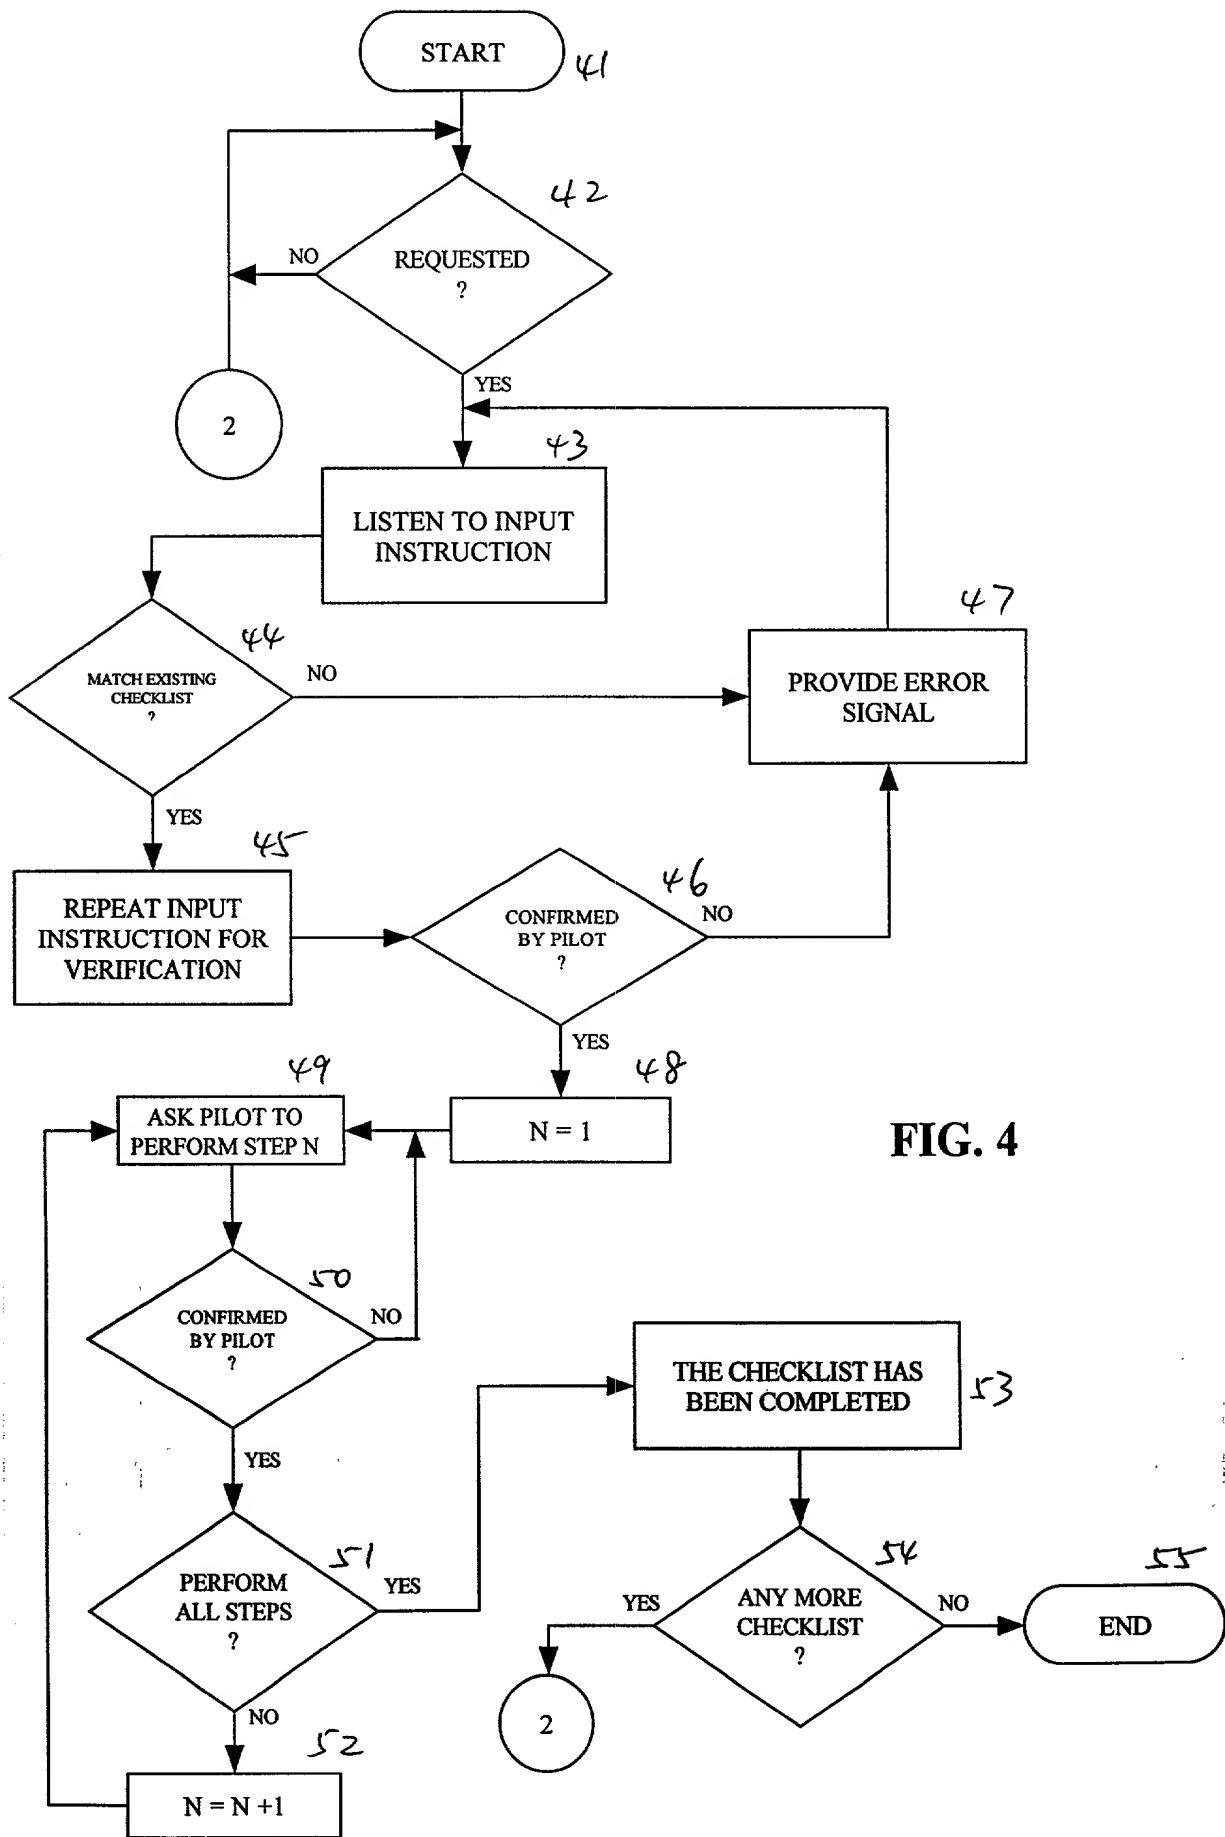 START
41
42
NO
REQUESTED
?
YES
2
43
LISTEN TO INPUT
INSTRUCTION
44
MATCH EXISTING
CHECKLIST
?
NO
47
PROVIDE ERROR
SIGNAL
YES
45
REPEAT INPUT
INSTRUCTION FOR
VERIFICATION
46
CONFIRMED
BY PILOT
?
NO
YES
48
N = 1
49
ASK PILOT TO
PERFORM STEP N
FIG. 4
50
CONFIRMED
BY PILOT
?
NO
YES
51
PERFORM
ALL STEPS
?
YES
NO
52
N = N +1
THE CHECKLIST HAS
BEEN COMPLETED
53
54
YES
ANY MORE
CHECKLIST
?
NO
55
END
2